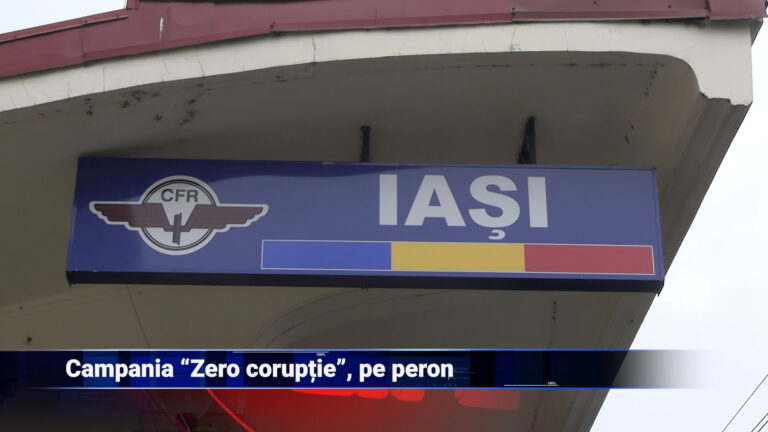 CFR
IAȘI
Campania “Zero corupție”, pe peron